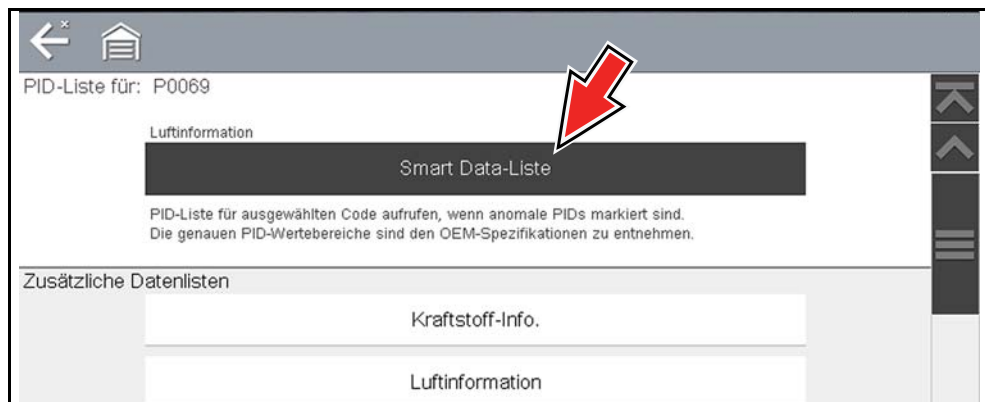 PID-Liste für: P0069
Luftinformation
Smart Data-Liste
PID-Liste für ausgewählten Code aufrufen, wenn anomale PIDs markiert sind.
Die genauen PID-Wertebereiche sind den OEM-Spezifikationen zu entnehmen.
Zusätzliche Datenlisten
Kraftstoff-Info.
Luftinformation